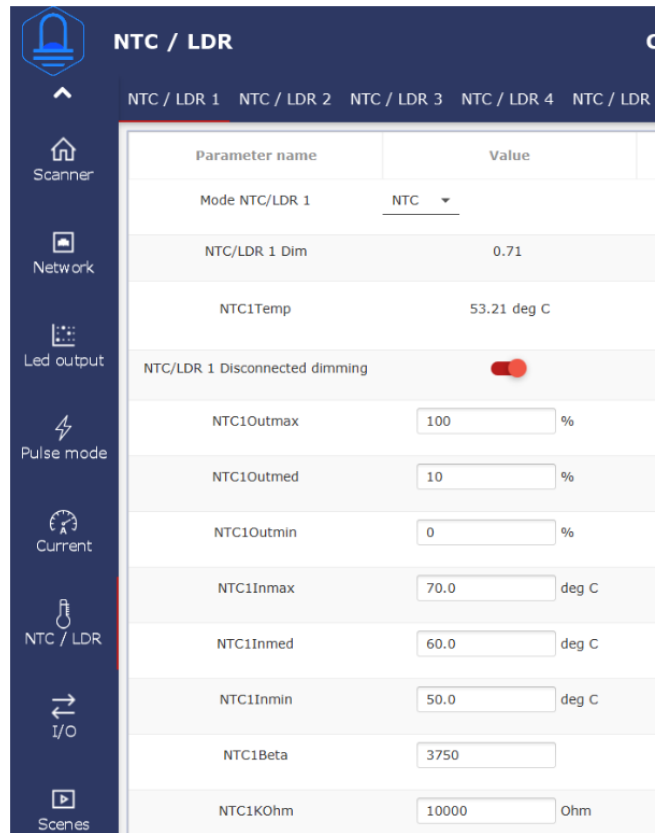 NTC / LDR
NTC / LDR 1 NTC / LDR 2 NTC / LDR 3 NTC / LDR 4 NTC / LDR
Scanner
Network
Led output
Pulse mode
Current
NTC / LDR
I/O
Scenes
Parameter name Value
Mode NTC/LDR 1 NTC
NTC/LDR 1 Dim 0.71
NTC1Temp 53.21 deg C
NTC/LDR 1 Disconnected dimming
NTC1Outmax 100 %
NTC1Outmed 10 %
NTC1Outmin 0 %
NTC1Inmax 70.0 deg C
NTC1Inmed 60.0 deg C
NTC1Inmin 50.0 deg C
NTC1Beta 3750
NTC1KOhm 10000 Ohm